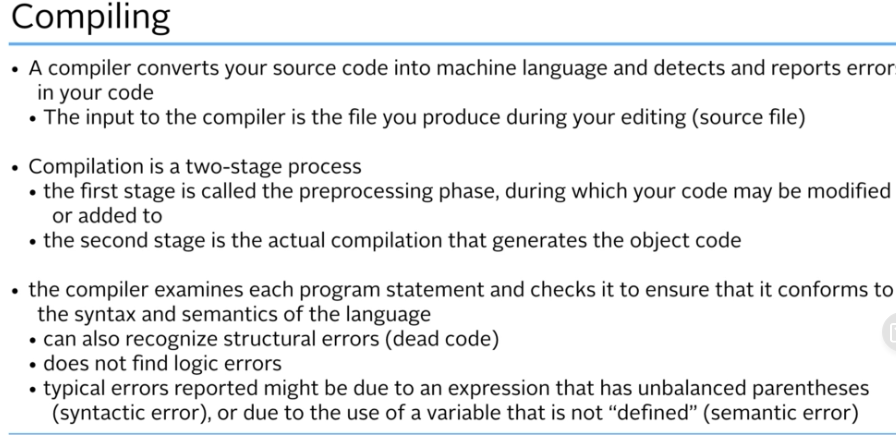 Compiling
• A compiler converts your source code into machine language and detects and reports error
in your code
• The input to the compiler is the file you produce during your editing (source file)
• Compilation is a two-stage process
• the first stage is called the preprocessing phase, during which your code may be modified
or added to
• the second stage is the actual compilation that generates the object code
• the compiler examines each program statement and checks it to ensure that it conforms to
the syntax and semantics of the language
• can also recognize structural errors (dead code)
• does not find logic errors
• typical errors reported might be due to an expression that has unbalanced parentheses
(syntactic error), or due to the use of a variable that is not “defined” (semantic error)